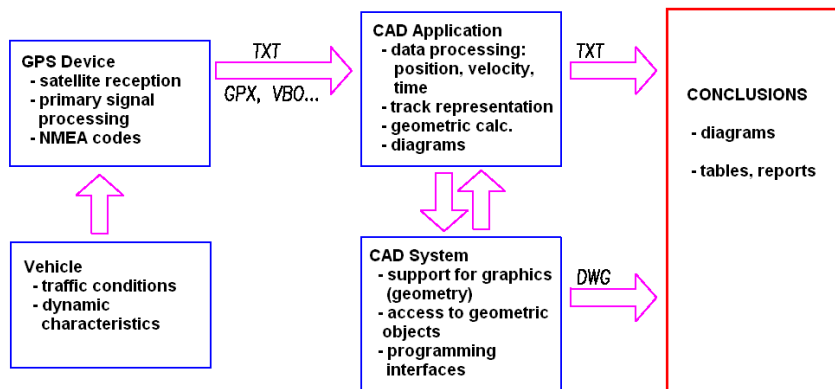 GPS Device
- satellite reception
- primary signal
processing
- NMEA codes
TXT
GPX, VBO...
CAD Application
- data processing:
position, velocity,
time
- track representation
- geometric calc.
- diagrams
TXT
CONCLUSIONS
- diagrams
- tables, reports
Vehicle
- traffic conditions
- dynamic
characteristics
CAD System
- support for graphics
(geometry)
- access to geometric
objects
- programming
interfaces
DWG